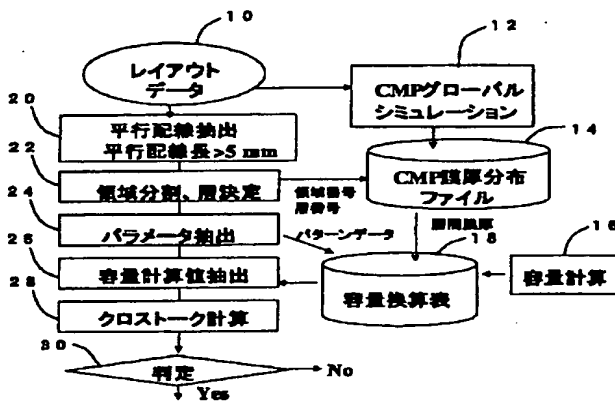 10
レイアウト
データ
12
CMPグローバル
シミュレーション
20
平行配線抽出
平行配線長>5 mm
14
CMP膜厚分布
ファイル
22
領域分割、層決定
領域番号
層番号
24
パラメータ抽出
パターンデータ
層間膜厚
18
容量換算表
16
容量計算
26
容量計算値抽出
28
クロストーク計算
30
判定
No
Yes